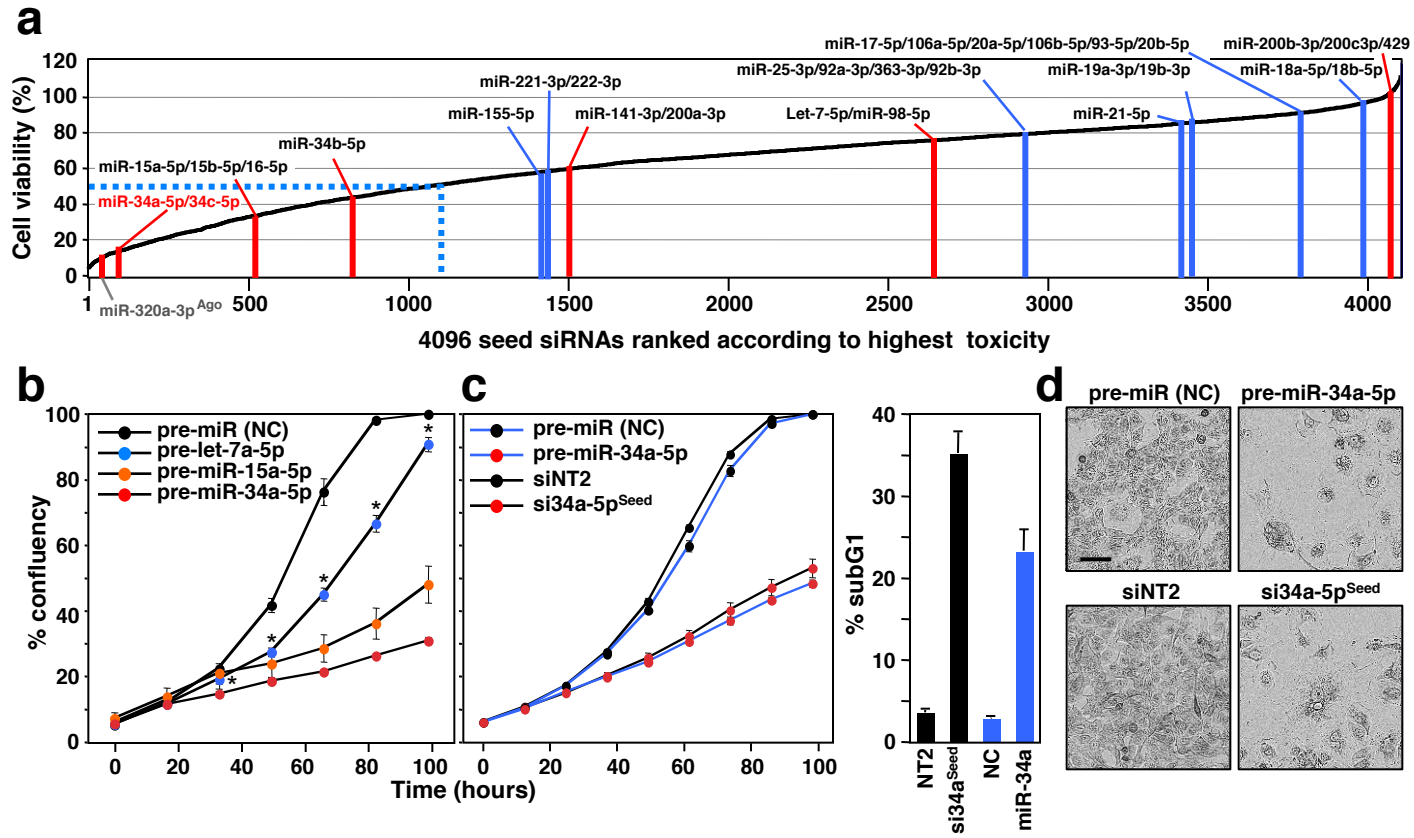 a
miR-17-5p/106a-5p/20a-5p/106b-5p/93-5p/20b-5p miR-200b-3p/200c3p/429
miR-25-3p/92a-3p/363-3p/92b-3p miR-19a-3p/19b-3p miR-18a-5p/18b-5p
miR-221-3p/222-3p
miR-155-5p miR-141-3p/200a-3p Let-7-5p/miR-98-5p miR-21-5p
miR-34b-5p
miR-15a-5p/15b-5p/16-5p
miR-34a-5p/34c-5p
miR-320a-3p Ago
Cell viability (%)
120
100
80
60
40
20
0
1 500 1000 1500 2000 2500 3000 3500 4000
4096 seed siRNAs ranked according to highest toxicity
b
pre-miR (NC)
pre-let-7a-5p
pre-miR-15a-5p
pre-miR-34a-5p
% confluency
100
80
60
40
20
0
* * * * *
0 20 40 60 80 100
c
pre-miR (NC)
pre-miR-34a-5p
siNT2
si34a-5pSeed
0 20 40 60 80 100
Time (hours)
% subG1
40
30
20
10
0
NT2
si34aSeed
NC
miR-34a
d
pre-miR (NC) pre-miR-34a-5p
siNT2 si34a-5pSeed